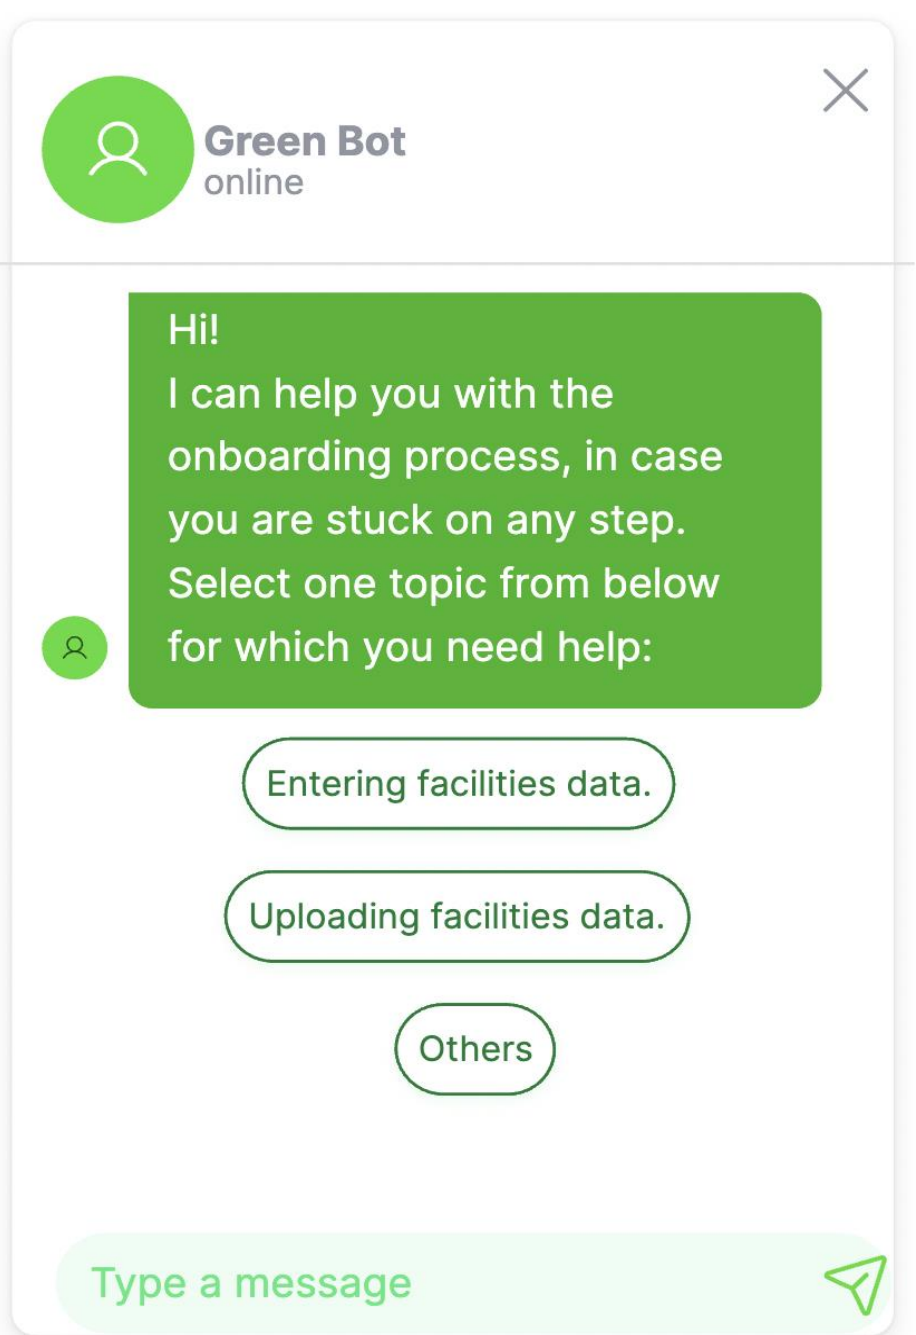 Green Bot
online
Hi!
I can help you with the
onboarding process, in case
you are stuck on any step.
Select one topic from below
for which you need help:
Entering facilities data.
Uploading facilities data.
Others
Type a message